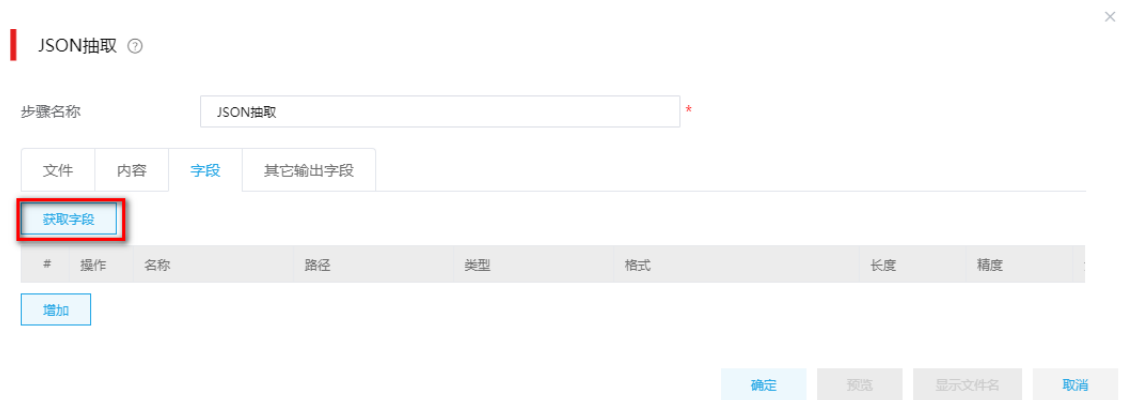 JSON抽取
步骤名称 JSON抽取 *
文件 内容 字段 其它输出字段
获取字段
# 操作 名称 路径 类型 格式 长度 精度
增加
确定 预览 显示文件名 取消